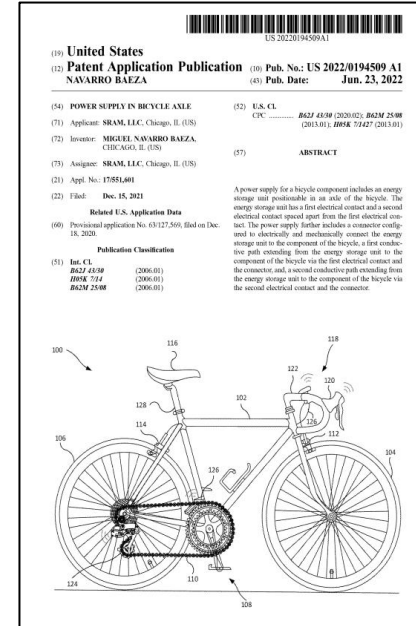 US 20220194509A1
(19) United States
(12) Patent Application Publication (10) Pub. No.: US 2022/0194509 A1
NAVARRO BAEZA (43) Pub. Date: Jun. 23, 2022
(54) POWER SUPPLY IN BICYCLE AXLE
(71) Applicant: SRAM, LLC, Chicago, IL (US)
(72) Inventor: MIGUEL NAVARRO BAEZA,
CHICAGO, IL (US)
(73) Assignee: SRAM, LLC, Chicago, IL (US)
(21) Appl. No.: 17/551,601
(22) Filed: Dec. 15, 2021
Related U.S. Application Data
(60) Provisional application No. 63/127,569, filed on Dec.
18, 2020.
Publication Classification
(51) Int. Cl.
B62J 43/30 (2006.01)
H05K 7/14 (2006.01)
B62M 25/08 (2006.01)
(52) U.S. Cl.
CPC .............. B62J 43/30 (2020.02); B62M 25/08
(2013.01); H05K 7/1427 (2013.01)
(57) ABSTRACT
A power supply for a bicycle component includes an energy
storage unit positionable in an axle of the bicycle. The
energy storage unit has a first electrical contact and a second
electrical contact spaced apart from the first electrical con-
tact. The power supply further includes a connector config-
ured to electrically and mechanically connect the energy
storage unit to the component of the bicycle, a first conduc-
tive path extending from the energy storage unit to the
component of the bicycle via the first electrical contact and
the connector, and, a second conductive path extending from
the energy storage unit to the component of the bicycle via
the second electrical contact and the connector.
116
118
100
122
120
102
128
114
126
112
106
126
104
124
110
108